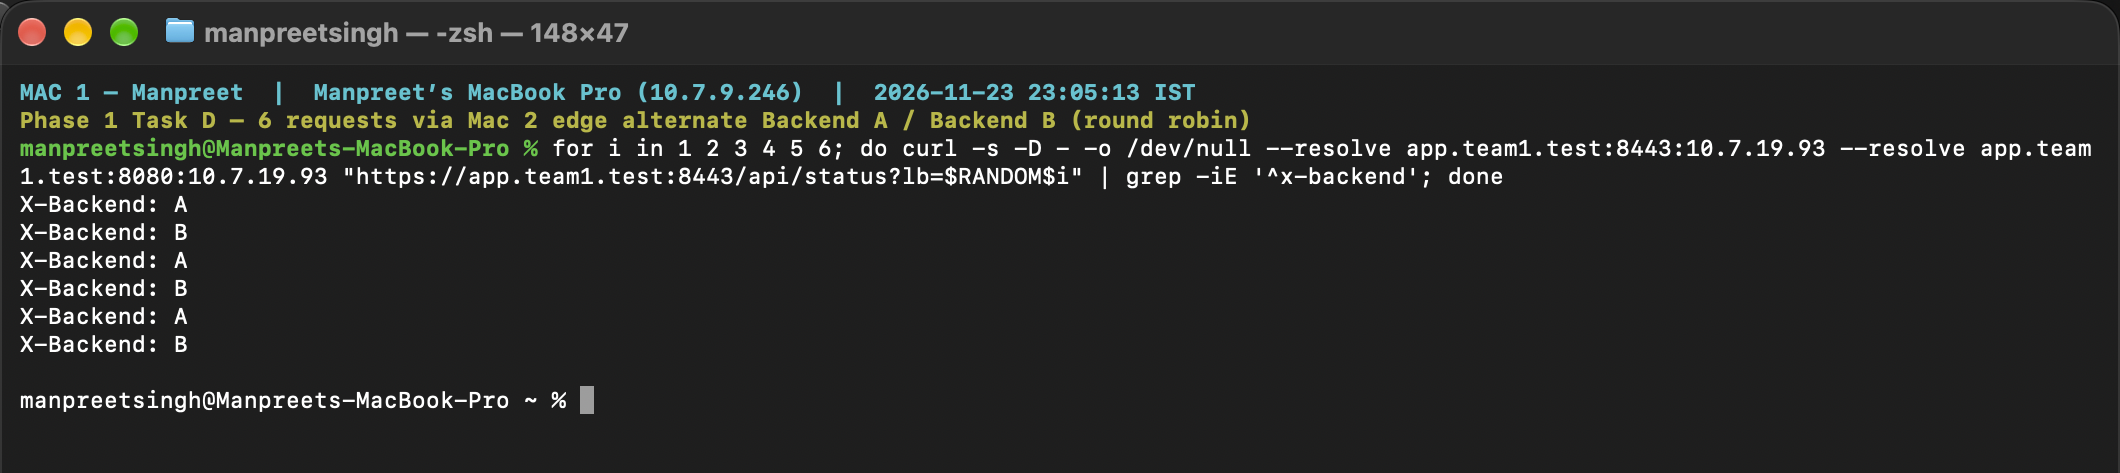 manpreetsingh — -zsh — 148×47
MAC 1 — Manpreet  |  Manpreet’s MacBook Pro (10.7.9.246)  |  2026-11-23 23:05:13 IST
Phase 1 Task D — 6 requests via Mac 2 edge alternate Backend A / Backend B (round robin)
manpreetsingh@Manpreets-MacBook-Pro % for i in 1 2 3 4 5 6; do curl -s -D - -o /dev/null --resolve app.team1.test:8443:10.7.19.93 --resolve app.team
1.test:8080:10.7.19.93 "https://app.team1.test:8443/api/status?lb=$RANDOM$i" | grep -iE '^x-backend'; done
X-Backend: A
X-Backend: B
X-Backend: A
X-Backend: B
X-Backend: A
X-Backend: B
manpreetsingh@Manpreets-MacBook-Pro ~ %